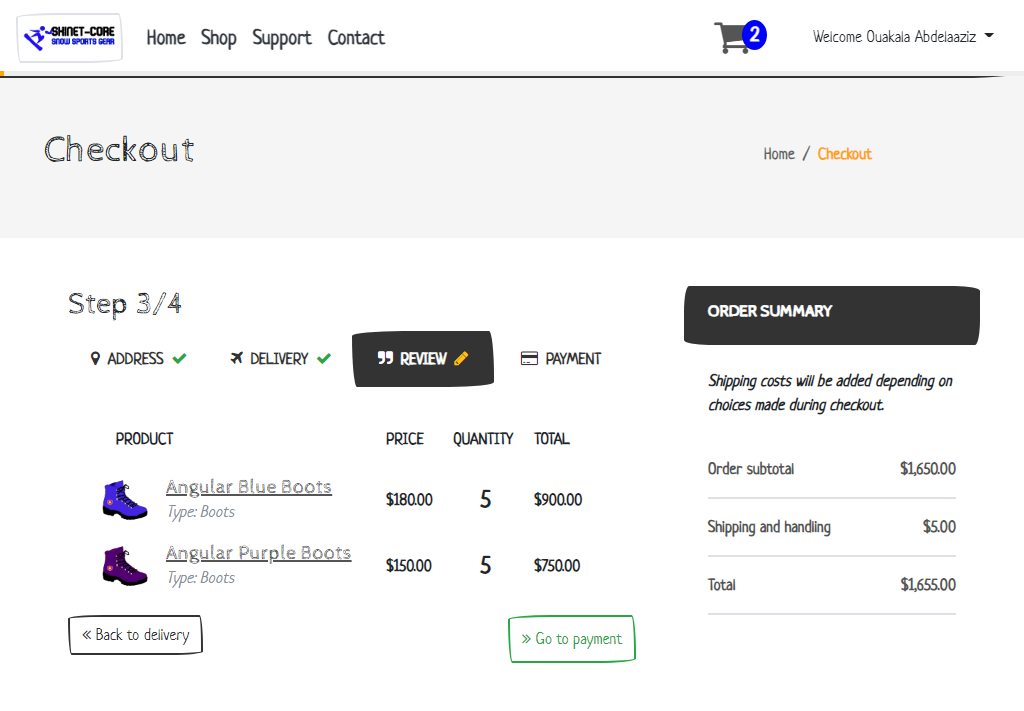 SHINET-CORE
SNOW SPORTS GEAR
Home Shop Support Contact
2
Welcome Ouakala Abdelaaziz
Checkout
Home / Checkout
Step 3/4
ADDRESS DELIVERY REVIEW PAYMENT
PRODUCT PRICE QUANTITY TOTAL
Angular Blue Boots
Type: Boots
$180.00 5 $900.00
Angular Purple Boots
Type: Boots
$150.00 5 $750.00
« Back to delivery
» Go to payment
ORDER SUMMARY
Shipping costs will be added depending on
choices made during checkout.
Order subtotal $1,650.00
Shipping and handling $5.00
Total $1,655.00